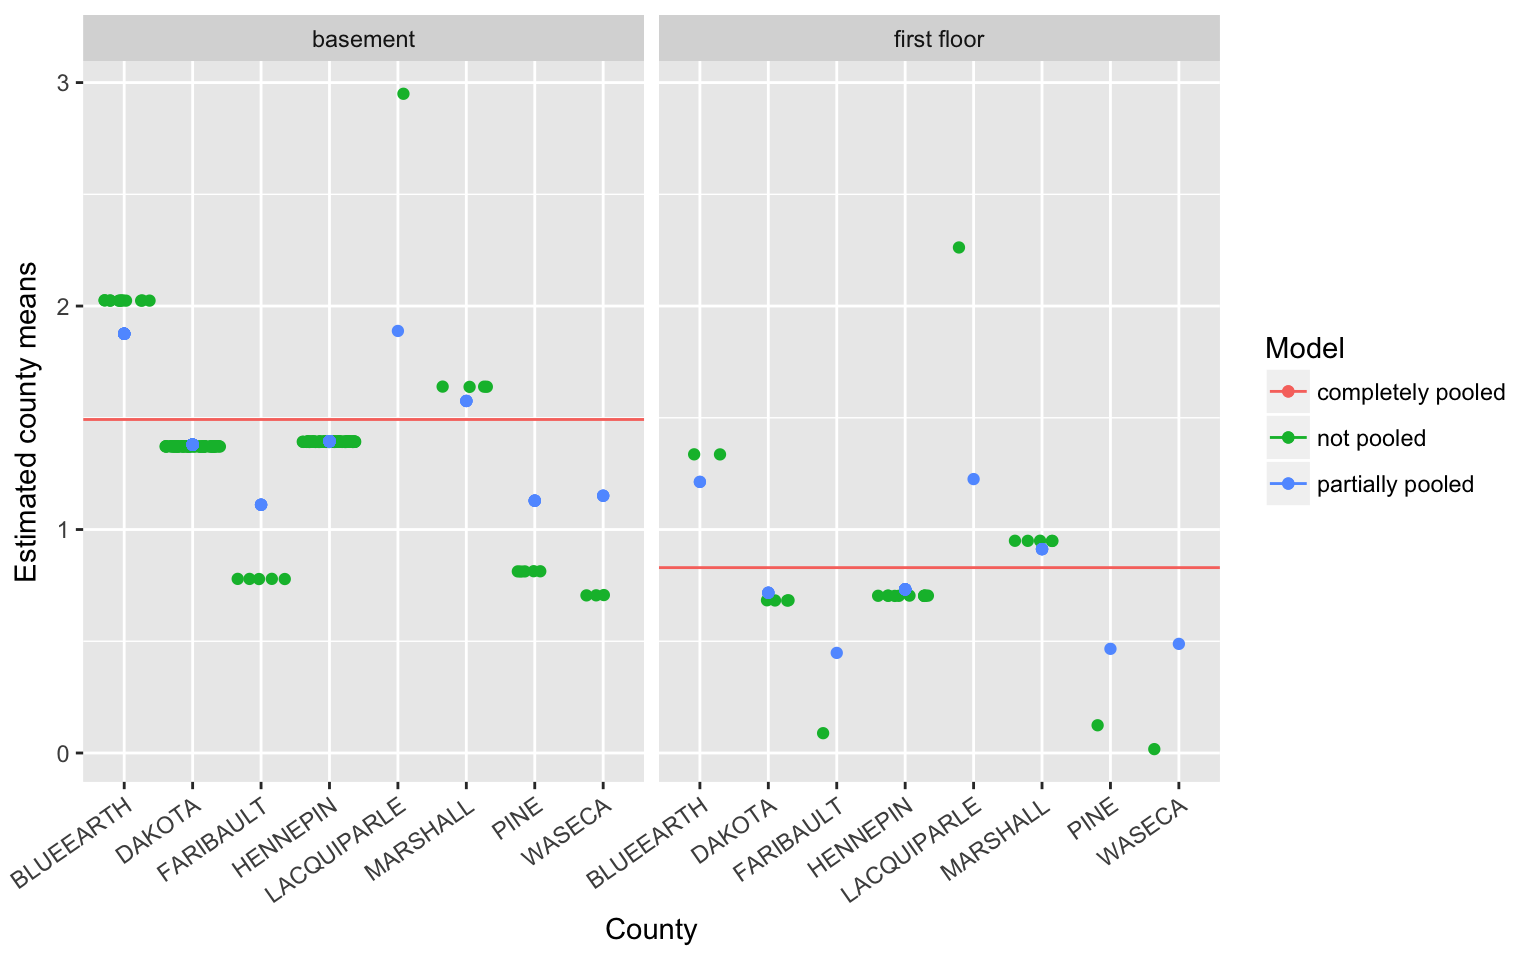 basement
first floor
Estimated county means
3
2
1
0
BLUEEARTH
DAKOTA
FARIBAULT
HENNEPIN
LACQUIPARLE
MARSHALL
PINE
WASECA
BLUEEARTH
DAKOTA
FARIBAULT
HENNEPIN
LACQUIPARLE
MARSHALL
PINE
WASECA
County
Model
completely pooled
not pooled
partially pooled